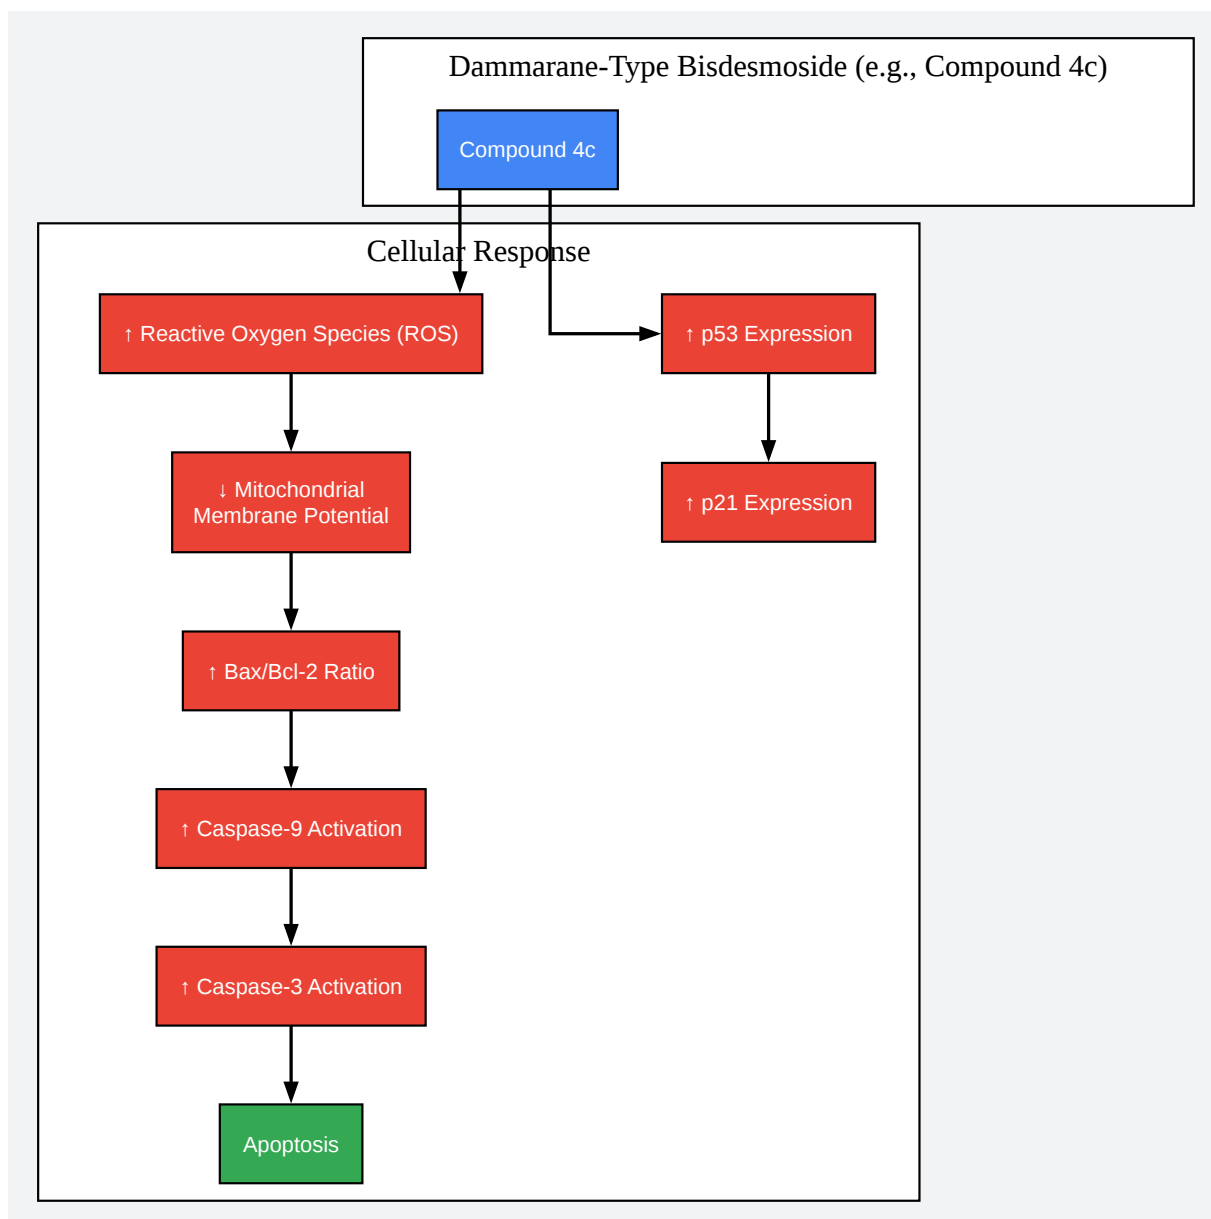 Dammarane-Type Bisdesmoside (e.g., Compound 4c)
Compound 4c
Cellular Response
↑ Reactive Oxygen Species (ROS)
↑ p53 Expression
↓ Mitochondrial
Membrane Potential
↑ p21 Expression
↑ Bax/Bcl-2 Ratio
↑ Caspase-9 Activation
↑ Caspase-3 Activation
Apoptosis